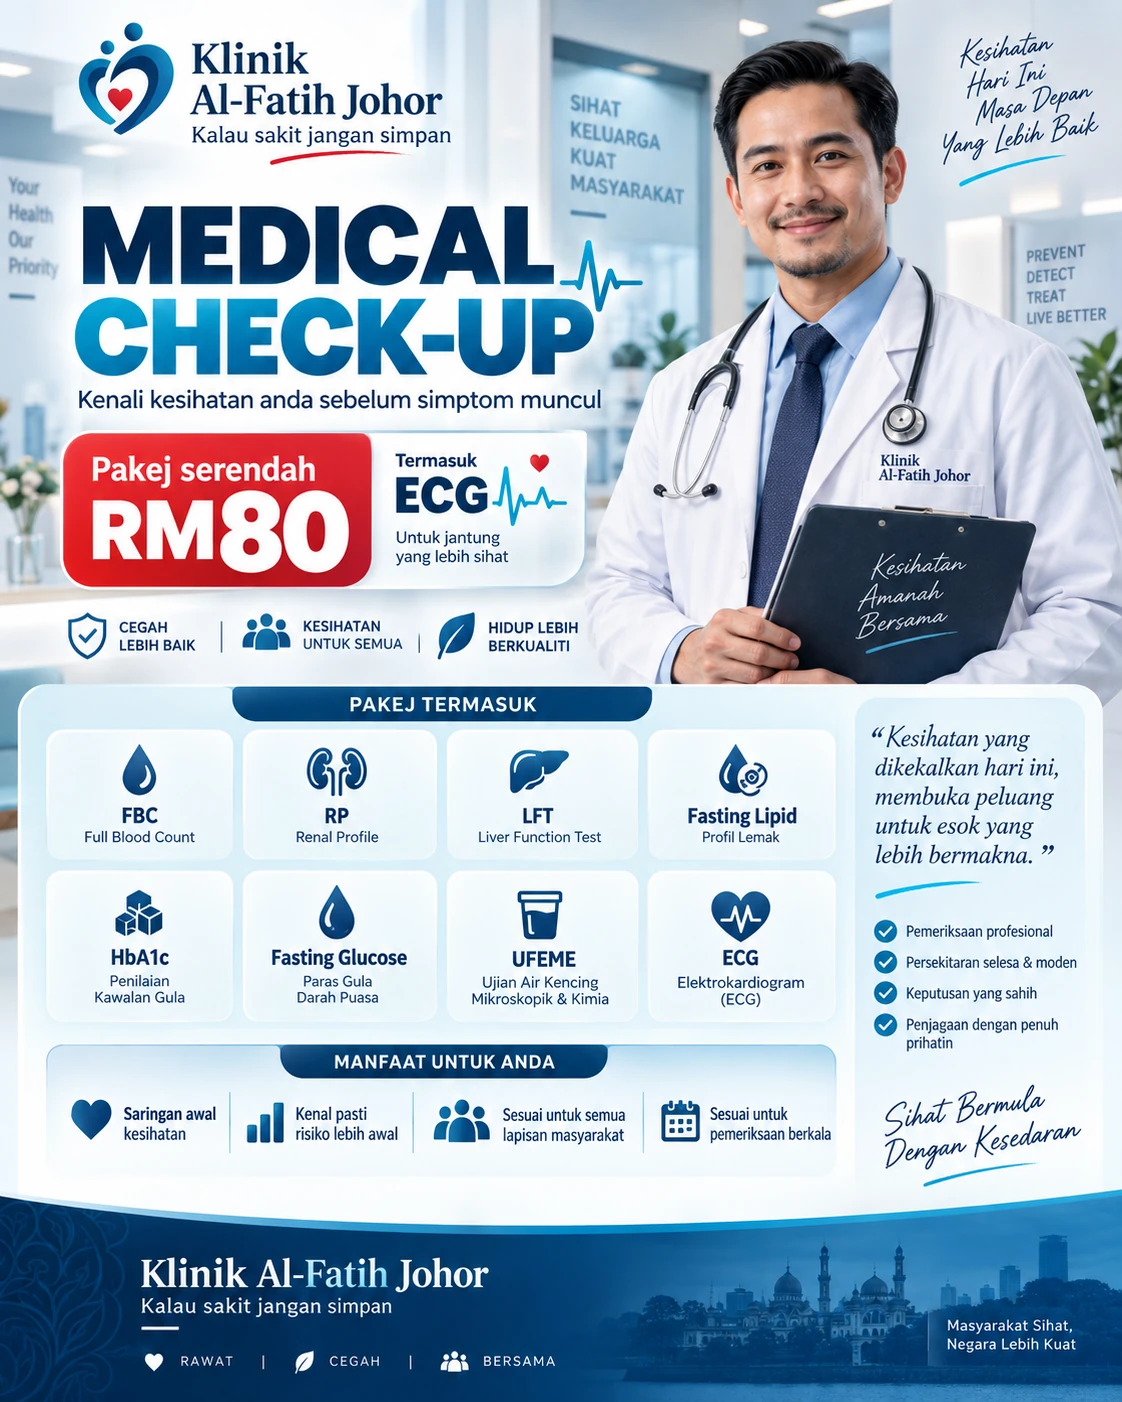 Klinik
Al-Fatih Johor
Kalau sakit jangan simpan
Kesihatan
Hari Ini
Masa Depan
Yang Lebih Baik
SIHAT
KELUARGA
KUAT
MASYARAKAT
Your
Health
Our
Priority
PREVENT
DETECT
TREAT
LIVE BETTER
MEDICAL
CHECK-UP
Kenali kesihatan anda sebelum simptom muncul
Pakej serendah
RM80
Termasuk
ECG
Untuk jantung
yang lebih sihat
Klinik
Al-Fatih Johor
Kesihatan
Amanah
Bersama
CEGAH
LEBIH BAIK
KESIHATAN
UNTUK SEMUA
HIDUP LEBIH
BERKUALITI
PAKEJ TERMASUK
FBC
Full Blood Count
RP
Renal Profile
LFT
Liver Function Test
Fasting Lipid
Profil Lemak
HbA1c
Penilaian
Kawalan Gula
Fasting Glucose
Paras Gula
Darah Puasa
UFEME
Ujian Air Kencing
Mikroskopik & Kimia
ECG
Elektrokardiogram
(ECG)
“Kesihatan yang
dikekalkan hari ini,
membuka peluang
untuk esok yang
lebih bermakna.”
Pemeriksaan profesional
Persekitaran selesa & moden
Keputusan yang sahih
Penjagaan dengan penuh
prihatin
Sihat Bermula
Dengan Kesedaran
MANFAAT UNTUK ANDA
Saringan awal
kesihatan
Kenal pasti
risiko lebih awal
Sesuai untuk semua
lapisan masyarakat
Sesuai untuk
pemeriksaan berkala
Klinik Al-Fatih Johor
Kalau sakit jangan simpan
RAWAT | CEGAH | BERSAMA
Masyarakat Sihat,
Negara Lebih Kuat